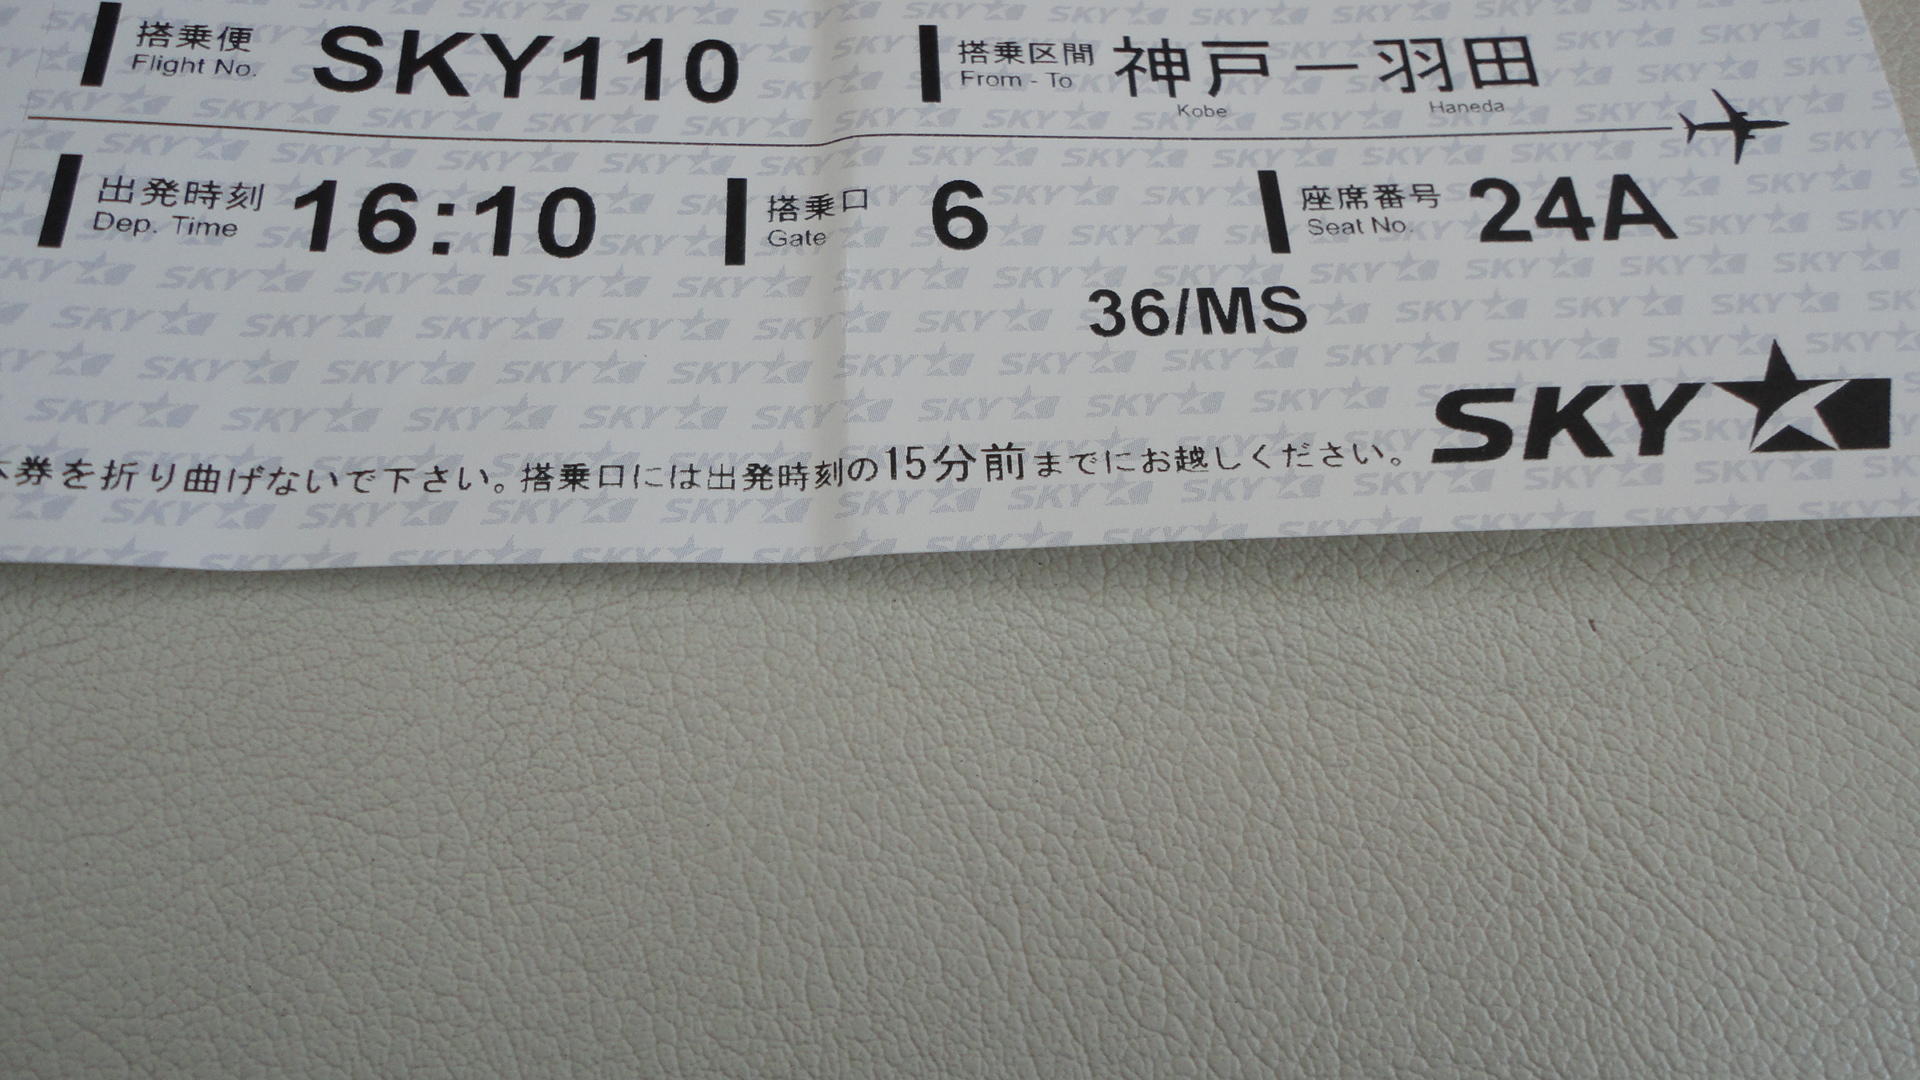 搭乗便 SKY110 搭乗区間 神戸ー羽田
Flight No. From - To Kobe Haneda
出発時刻 16:10 搭乗口 6 座席番号 24A
Dep. Time Gate Seat No.
36/MS
SKY
券を折り曲げないで下さい。搭乗口には出発時刻の15分前までにお越しください。